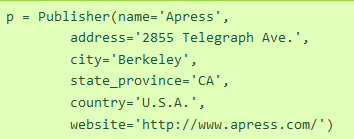 p = Publisher(name='Apress',
        address='2855 Telegraph Ave.',
        city='Berkeley',
        state_province='CA',
        country='U.S.A.',
        website='http://www.apress.com/')